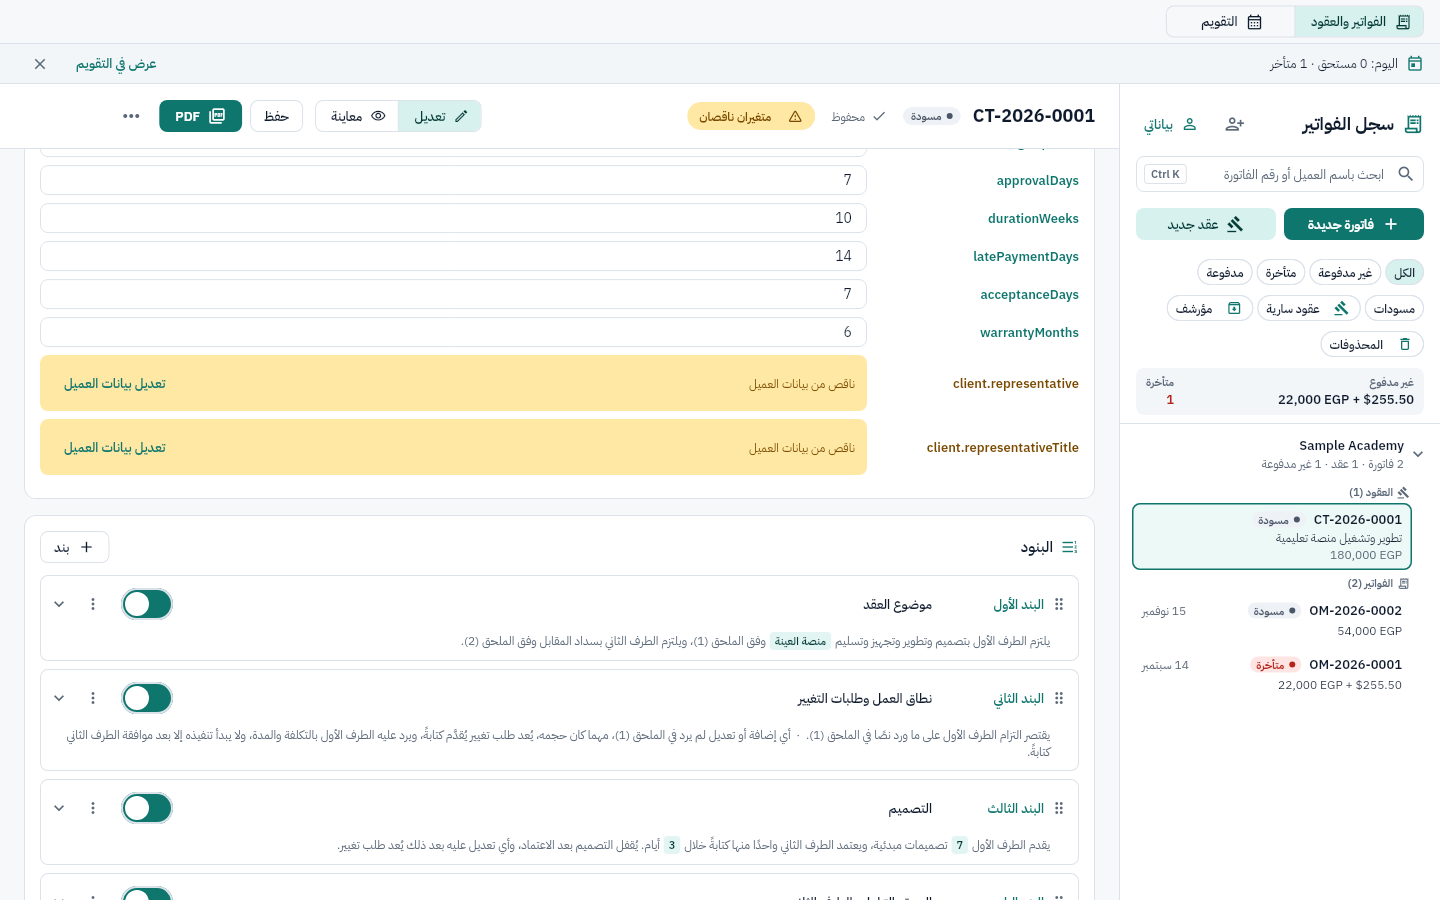 الفواتير والعقود
التقويم
اليوم: 0 مستحق · 1 متأخر
عرض في التقويم
سجل الفواتير
بياناتي
ابحث باسم العميل أو رقم الفاتورة
Ctrl K
فاتورة جديدة
عقد جديد
الكل
غير مدفوعة
متأخرة
مدفوعة
مسودات
عقود سارية
مؤرشف
المحذوفات
غير مدفوع
متأخرة
22,000 EGP + $255.50
1
Sample Academy
2 فاتورة · 1 عقد · 1 غير مدفوعة
العقود (1)
CT-2026-0001 مسودة
تطوير وتشغيل منصة تعليمية
180,000 EGP
الفواتير (2)
OM-2026-0002 مسودة 15 نوفمبر
54,000 EGP
OM-2026-0001 متأخرة 14 سبتمبر
22,000 EGP + $255.50
CT-2026-0001
مسودة
محفوظ
متغيران ناقصان
تعديل
معاينة
حفظ
PDF
approvalDays 7
durationWeeks 10
latePaymentDays 14
acceptanceDays 7
warrantyMonths 6
client.representative ناقص من بيانات العميل تعديل بيانات العميل
client.representativeTitle ناقص من بيانات العميل تعديل بيانات العميل
البنود
بند
البند الأول موضوع العقد
يلتزم الطرف الأول بتصميم وتطوير وتجهيز وتسليم منصة العينة وفق الملحق (1)، ويلتزم الطرف الثاني بسداد المقابل وفق الملحق (2).
البند الثاني نطاق العمل وطلبات التغيير
يقتصر التزام الطرف الأول على ما ورد نصًا في الملحق (1). · أي إضافة أو تعديل لم يرد في الملحق (1)، مهما كان حجمه، يُعد طلب تغيير يُقدَّم كتابةً، ويرد عليه الطرف الأول بالتكلفة والمدة، ولا يبدأ تنفيذه إلا بعد موافقة الطرف الثاني
كتابةً.
البند الثالث التصميم
يقدم الطرف الأول 7 تصميمات مبدئية، ويعتمد الطرف الثاني واحدًا منها كتابةً خلال 3 أيام. يُقفل التصميم بعد الاعتماد، وأي تعديل عليه بعد ذلك يُعد طلب تغيير.